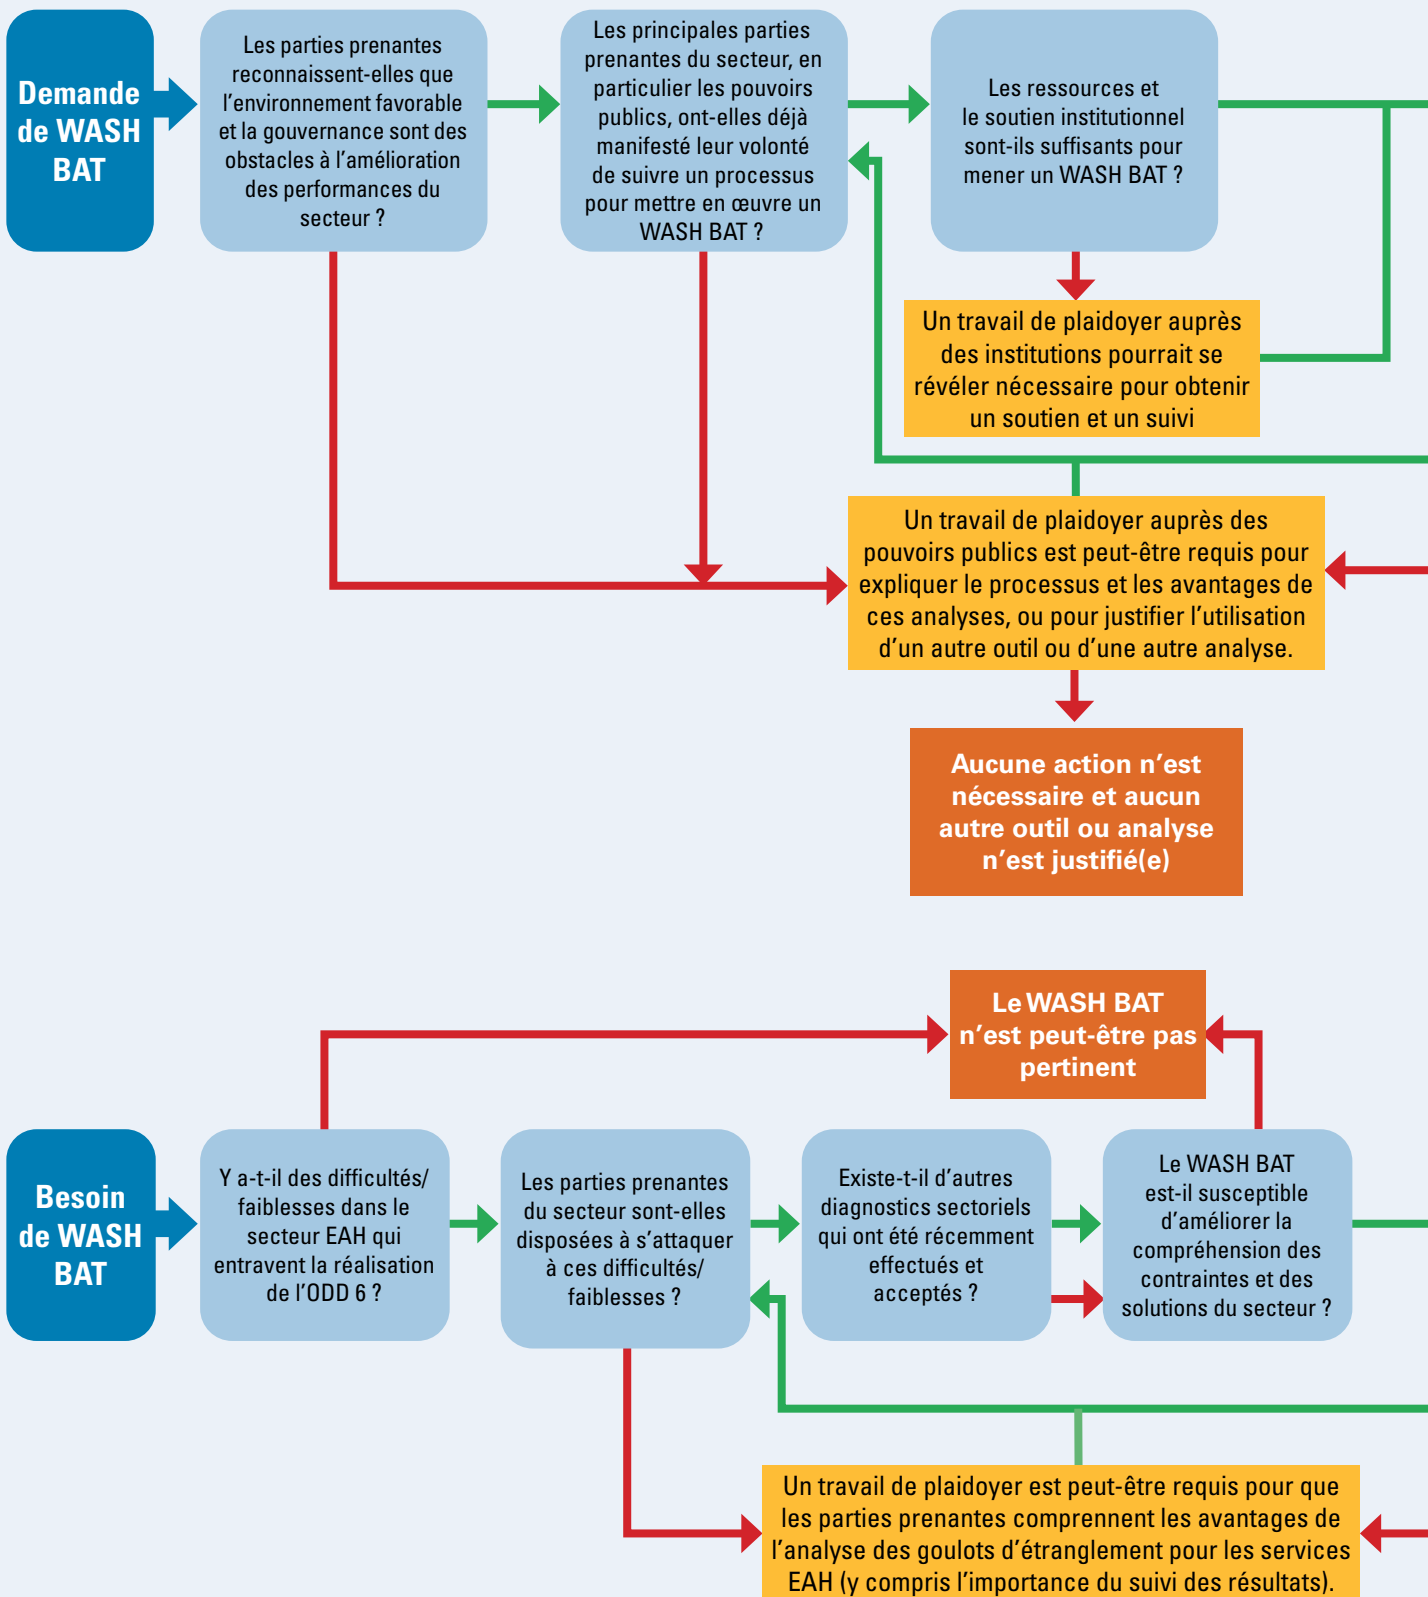 Demande
de WASH
BAT
Les parties prenantes
reconnaissent-elles que
l’environnement favorable
et la gouvernance sont des
obstacles à l’amélioration
des performances du
secteur ?
Les principales parties
prenantes du secteur, en
particulier les pouvoirs
publics, ont-elles déjà
manifesté leur volonté
de suivre un processus
pour mettre en œuvre un
WASH BAT ?
Les ressources et
le soutien institutionnel
sont-ils suffisants pour
mener un WASH BAT ?
Un travail de plaidoyer auprès
des institutions pourrait se
révéler nécessaire pour obtenir
un soutien et un suivi
Un travail de plaidoyer auprès des
pouvoirs publics est peut-être requis pour
expliquer le processus et les avantages de
ces analyses, ou pour justifier l’utilisation
d’un autre outil ou d’une autre analyse.
Aucune action n’est
nécessaire et aucun
autre outil ou analyse
n’est justifié(e)
Le WASH BAT
n’est peut-être pas
pertinent
Besoin
de WASH
BAT
Y a-t-il des difficultés/
faiblesses dans le
secteur EAH qui
entravent la réalisation
de l’ODD 6 ?
Les parties prenantes
du secteur sont-elles
disposées à s’attaquer
à ces difficultés/
faiblesses ?
Existe-t-il d’autres
diagnostics sectoriels
qui ont été récemment
effectués et
acceptés ?
Le WASH BAT
est-il susceptible
d’améliorer la
compréhension des
contraintes et des
solutions du secteur ?
Un travail de plaidoyer est peut-être requis pour que
les parties prenantes comprennent les avantages de
l’analyse des goulots d’étranglement pour les services
EAH (y compris l’importance du suivi des résultats).